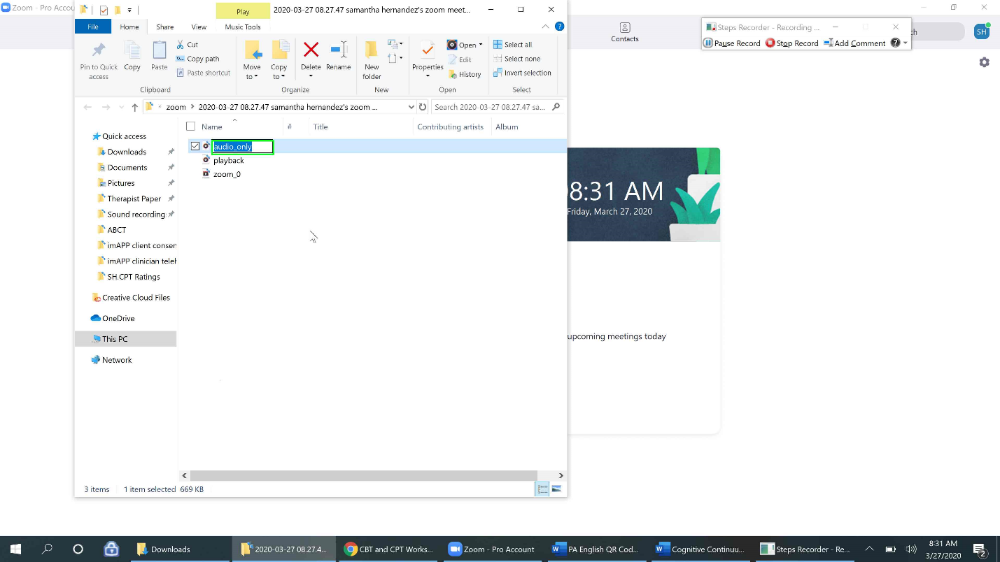 Zoom - Pro Accou
Play
2020-03-27 08.27.47 samantha hernandez's zoom meet...
File
Home
Share
View
Music Tools
Pin to Quick access
Copy
Paste
Cut
Copy path
Paste shortcut
Clipboard
Move to
Copy to
Delete
Rename
Organize
New folder
New
Properties
Open
Edit
History
Open
Select all
Select none
Invert selection
Select
zoom
2020-03-27 08.27.47 samantha hernandez's zoom ...
Search 2020-03-27 08.27.47 sa...
Name
#
Title
Contributing artists
Album
audio_only
playback
zoom_0
Quick access
Downloads
Documents
Pictures
Therapist Paper
Sound recording
ABCT
imAPP client conser
imAPP clinician telef
SH.CPT Ratings
Creative Cloud Files
OneDrive
This PC
Network
3 items
1 item selected 669 KB
Contacts
Steps Recorder - Recording ...
Pause Record
Stop Record
Add Comment
?
ch
SH
8:31 AM
Friday, March 27, 2020
upcoming meetings today
Downloads
2020-03-27 08.27.4...
CBT and CPT Works...
Zoom - Pro Account
PA English QR Cod...
Cognitive Continuu...
Steps Recorder - Re...
8:31 AM
3/27/2020
2